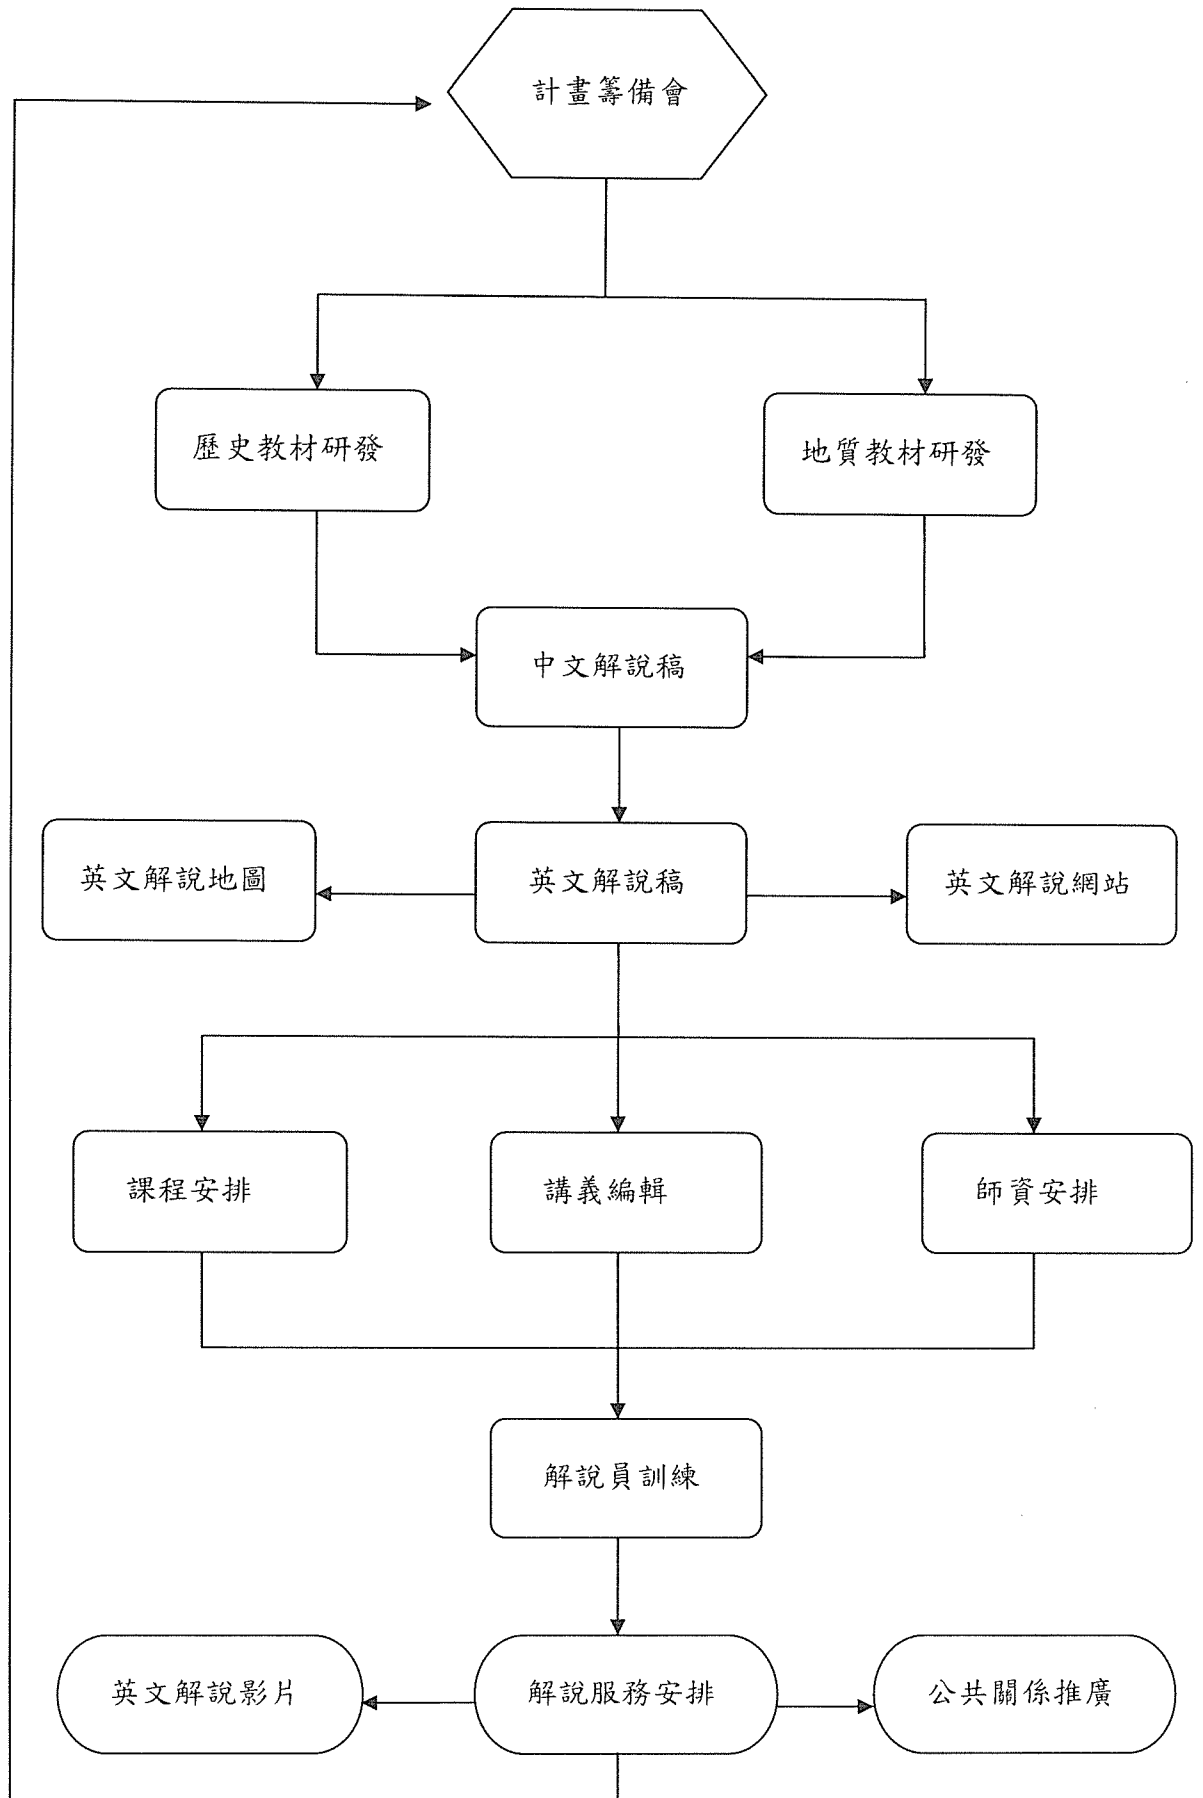 計畫籌備會
歷史教材研發
地質教材研發
中文解說稿
英文解說地圖
英文解說稿
英文解說網站
課程安排
講義編輯
師資安排
解說員訓練
英文解說影片
解說服務安排
公共關係推廣